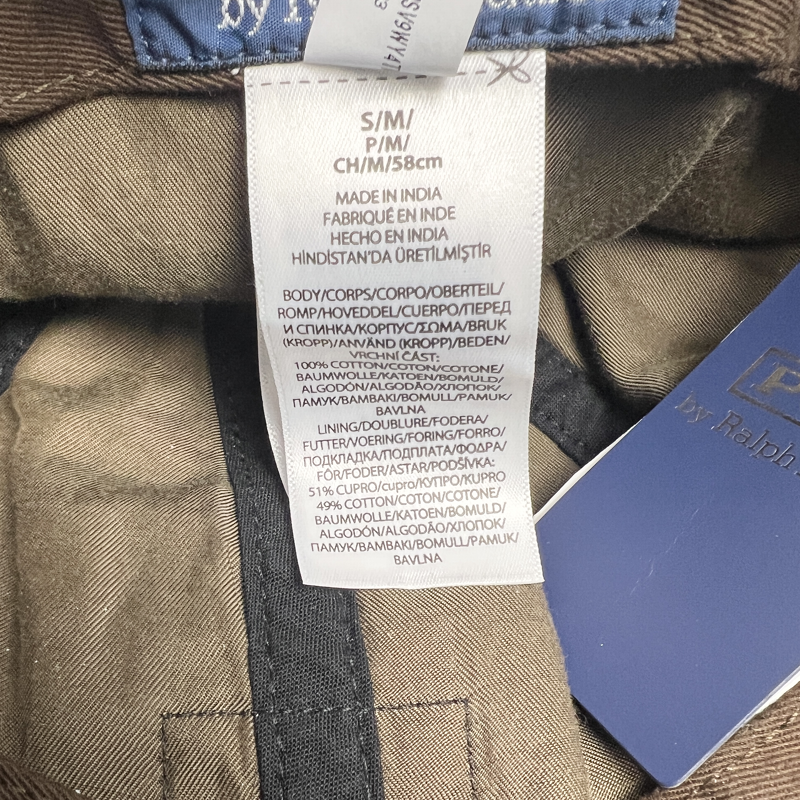 by
SV9WY4T
3
S/M/
P/M/
CH/M/58cm
MADE IN INDIA
FABRIQUÉ EN INDE
HECHO EN INDIA
HİNDİSTAN'DA ÜRETİLMİŞTİR
BODY/CORPS/CORPO/OBERTEIL/
ROMP/HOVEDDEL/CUERPO/ПЕРЕД
И СПИНКА/КОРПУС/ΣΩΜΑ/BRUK
(KROPP)/ANVÄND (KROPP)/BEDEN/
VRCHNÍ ČÁST:
100% COTTON/COTON/COTONE/
BAUMWOLLE/KATOEN/BOMULD/
ALGODÓN/ALGODÃO/ХЛОПОК/
ПАМУК/BAMBAKI/BOMULL/PAMUK/
BAVLNA
LINING/DOUBLURE/FODERA/
FUTTER/VOERING/FORING/FORRO/
ПОДКЛАДКА/ПОДПЛАТА/ΦΟΔΡΑ/
FÔR/FODER/ASTAR/PODŠÍVKA:
51% CUPRO/cupro/КУПРО/KUPRO
49% COTTON/COTON/COTONE/
BAUMWOLLE/KATOEN/BOMULD/
ALGODÓN/ALGODÃO/ХЛОПОК/
ПАМУК/BAMBAKI/BOMULL/PAMUK/
BAVLNA
P
by Ralph